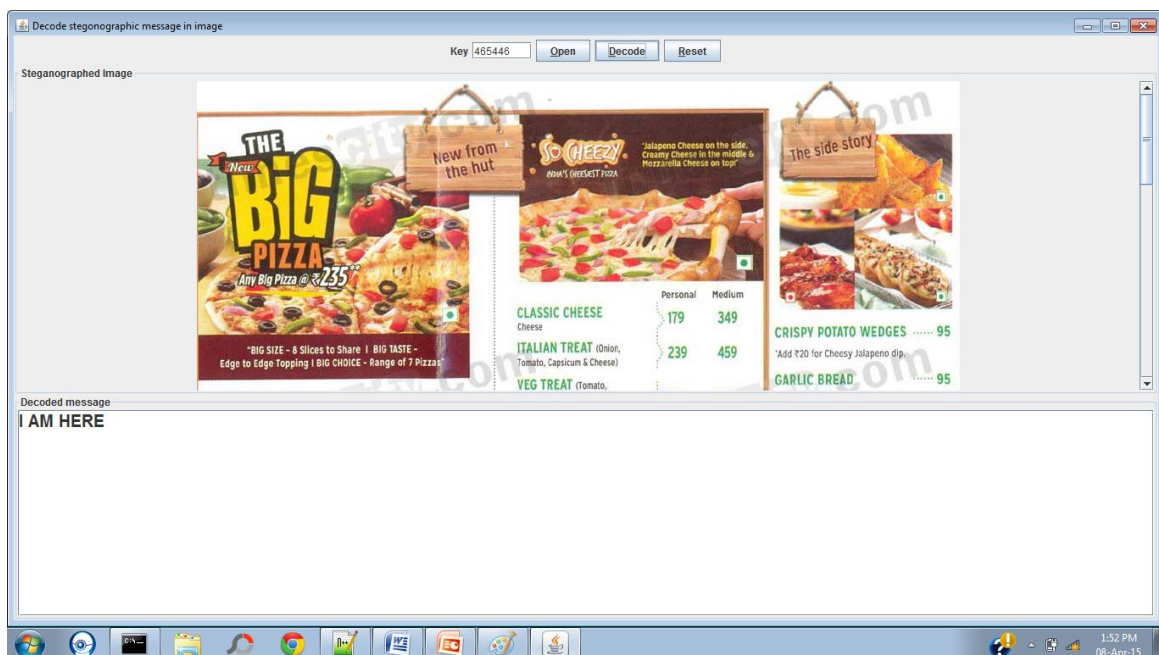 Decode stegonographic message in image
Key 465446 Open Decode Reset
Steganographed Image
THE
New
BIG
PIZZA
Any Big Pizza @ ₹235**
"BIG SIZE - 8 Slices to Share I BIG TASTE -
Edge to Edge Topping I BIG CHOICE - Range of 7 Pizzas"
New from
the hut
SO CHEEZY
INDIA'S CHEESIEST PIZZA
"Jalapeno Cheese on the side,
Creamy Cheese in the middle &
Mozzarella Cheese on top!"
Personal Medium
CLASSIC CHEESE 179 349
Cheese
ITALIAN TREAT (Onion, 239 459
Tomato, Capsicum & Cheese)
VEG TREAT (Tomato,
The side story
CRISPY POTATO WEDGES ...... 95
*Add ₹20 for Cheesy Jalapeno dip.
GARLIC BREAD ...... 95
.com
.com
.com
.com
Decoded message
I AM HERE
1:52 PM
08-Apr-15